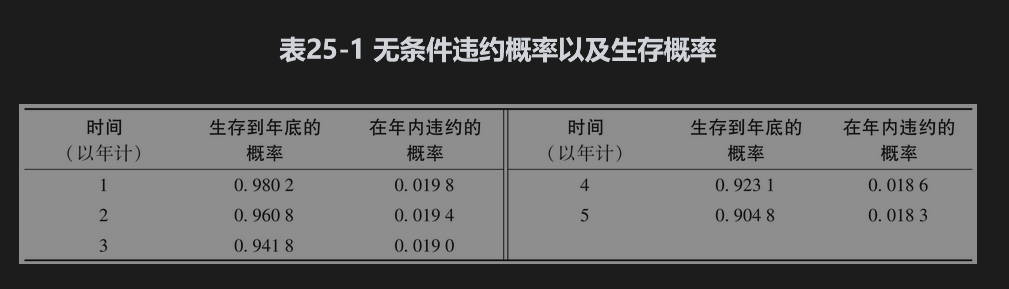 表25-1 无条件违约概率以及生存概率
时间 生存到年底的 在年内违约的 时间 生存到年底的 在年内违约的
（以年计） 概率 概率 （以年计） 概率 概率
1 0. 980 2 0. 019 8 4 0. 923 1 0. 018 6
2 0. 960 8 0. 019 4 5 0. 904 8 0. 018 3
3 0. 941 8 0. 019 0